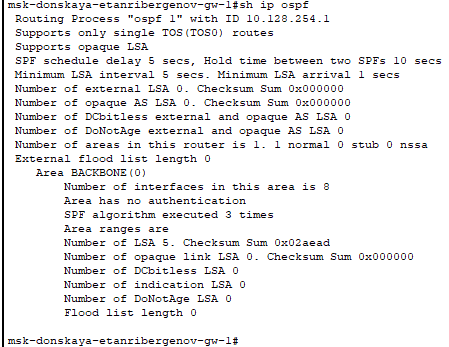 msk-donskaya-etanribergenov-gw-1#sh ip ospf
Routing Process "ospf 1" with ID 10.128.254.1
Supports only single TOS(TOS0) routes
Supports opaque LSA
SPF schedule delay 5 secs, Hold time between two SPFs 10 secs
Minimum LSA interval 5 secs. Minimum LSA arrival 1 secs
Number of external LSA 0. Checksum Sum 0x000000
Number of opaque AS LSA 0. Checksum Sum 0x000000
Number of DCbitless external and opaque AS LSA 0
Number of DoNotAge external and opaque AS LSA 0
Number of areas in this router is 1. 1 normal 0 stub 0 nssa
External flood list length 0
Area BACKBONE(0)
Number of interfaces in this area is 8
Area has no authentication
SPF algorithm executed 3 times
Area ranges are
Number of LSA 5. Checksum Sum 0x02aead
Number of opaque link LSA 0. Checksum Sum 0x000000
Number of DCbitless LSA 0
Number of indication LSA 0
Number of DoNotAge LSA 0
Flood list length 0
msk-donskaya-etanribergenov-gw-1#